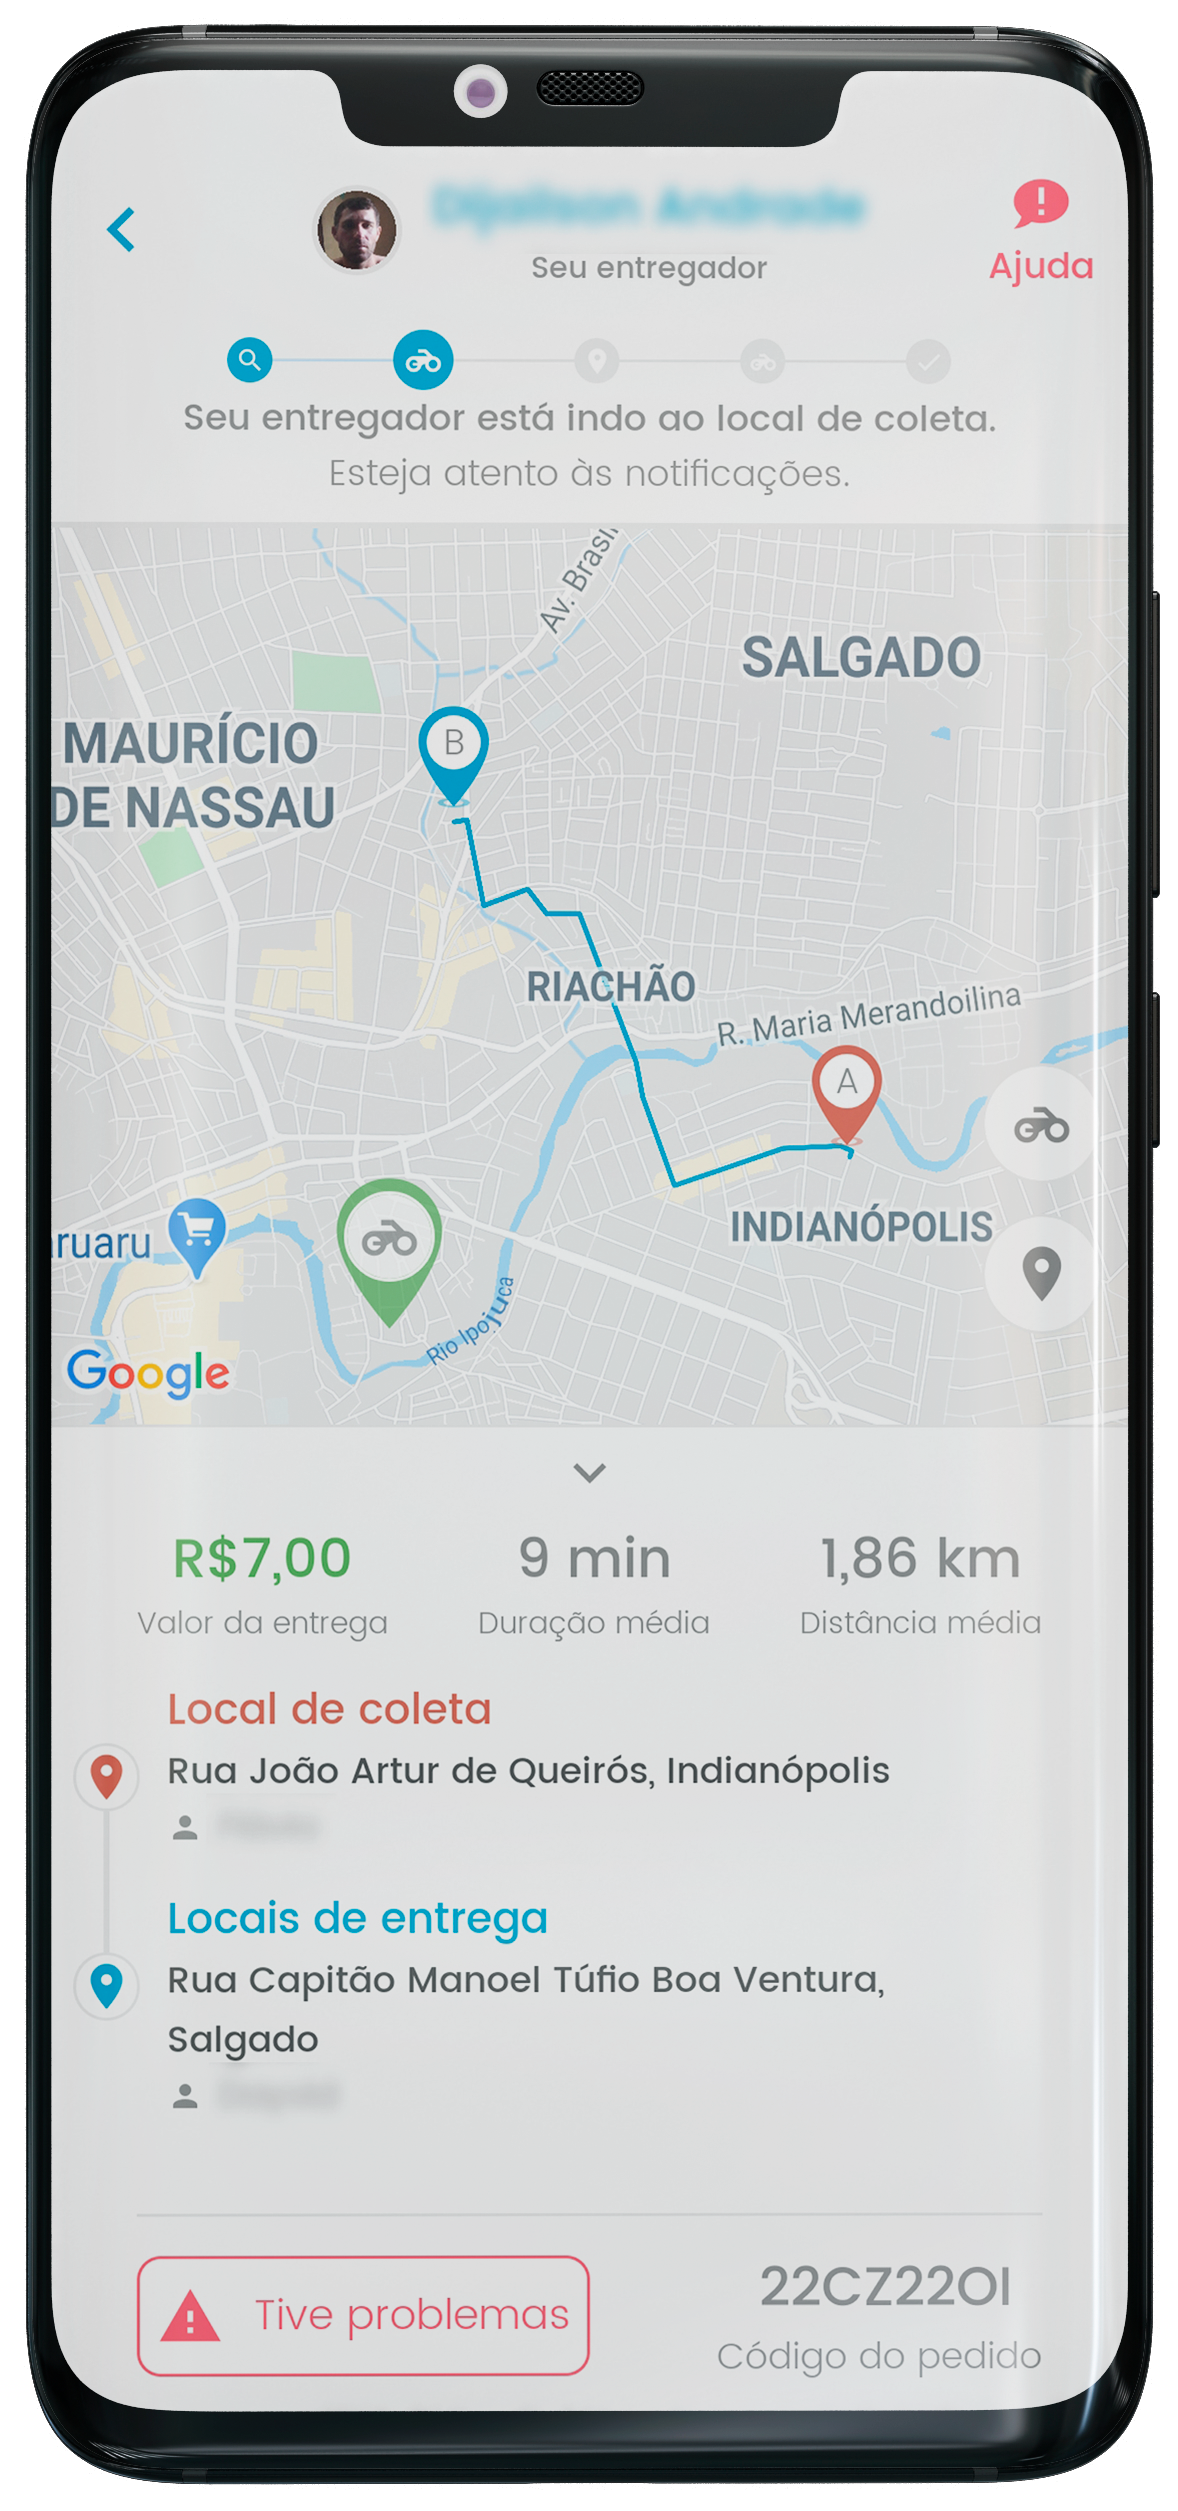 Seu entregador
Ajuda
Seu entregador está indo ao local de coleta.
Esteja atento às notificações.
Av. Brasil
SALGADO
MAURÍCIO
DE NASSAU
B
RIACHÃO
R. Maria Merandoilina
A
INDIANÓPOLIS
ruaru
Rio Ipojuca
Google
R$7,00
9 min
1,86 km
Valor da entrega
Duração média
Distância média
Local de coleta
Rua João Artur de Queirós, Indianópolis
Locais de entrega
Rua Capitão Manoel Túfio Boa Ventura,
Salgado
Tive problemas
22CZ22OI
Código do pedido